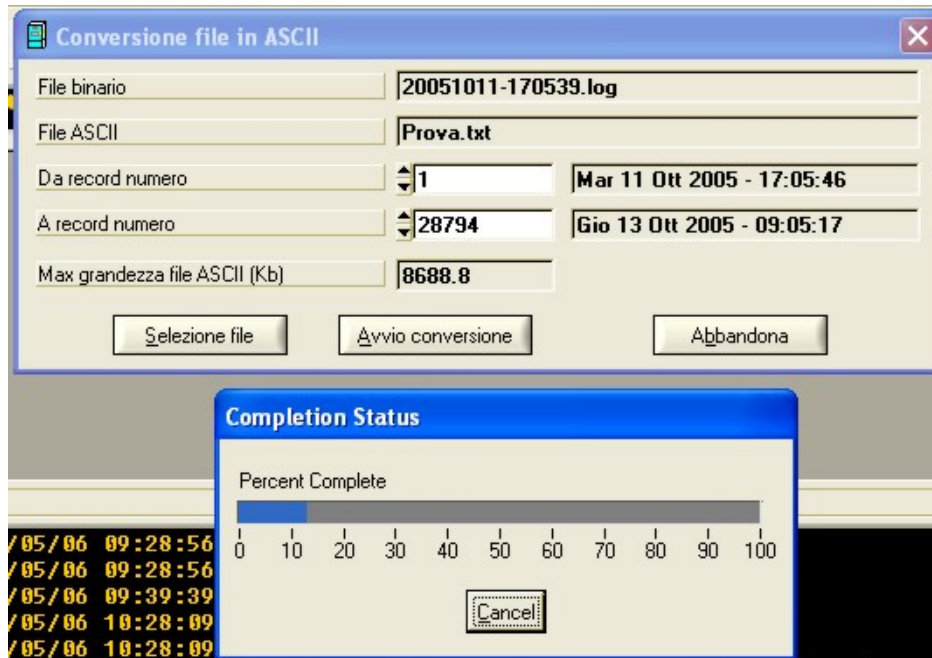 Conversione file in ASCII
File binario 20051011-170539.log
File ASCII Prova.txt
Da record numero 1 Mar 11 Ott 2005 - 17:05:46
A record numero 28794 Gio 13 Ott 2005 - 09:05:17
Max grandezza file ASCII (Kb) 8688.8
Selezione file Avvio conversione Abbandona
Completion Status
Percent Complete
0 10 20 30 40 50 60 70 80 90 100
Cancel
/05/06 09:28:56
/05/06 09:28:56
/05/06 09:39:39
/05/06 10:28:09
/05/06 10:28:09